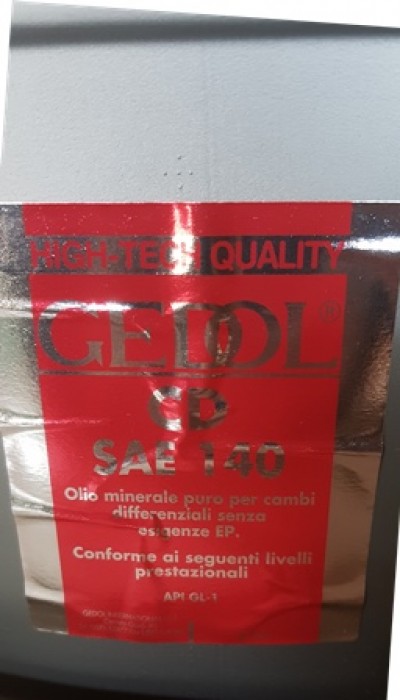 HIGH-TECH QUALITY
GEDOL®
CD
SAE 140
Olio minerale puro per cambi
differenziali senza
esigenze EP.
Conforme ai seguenti livelli
prestazionali
API GL-1